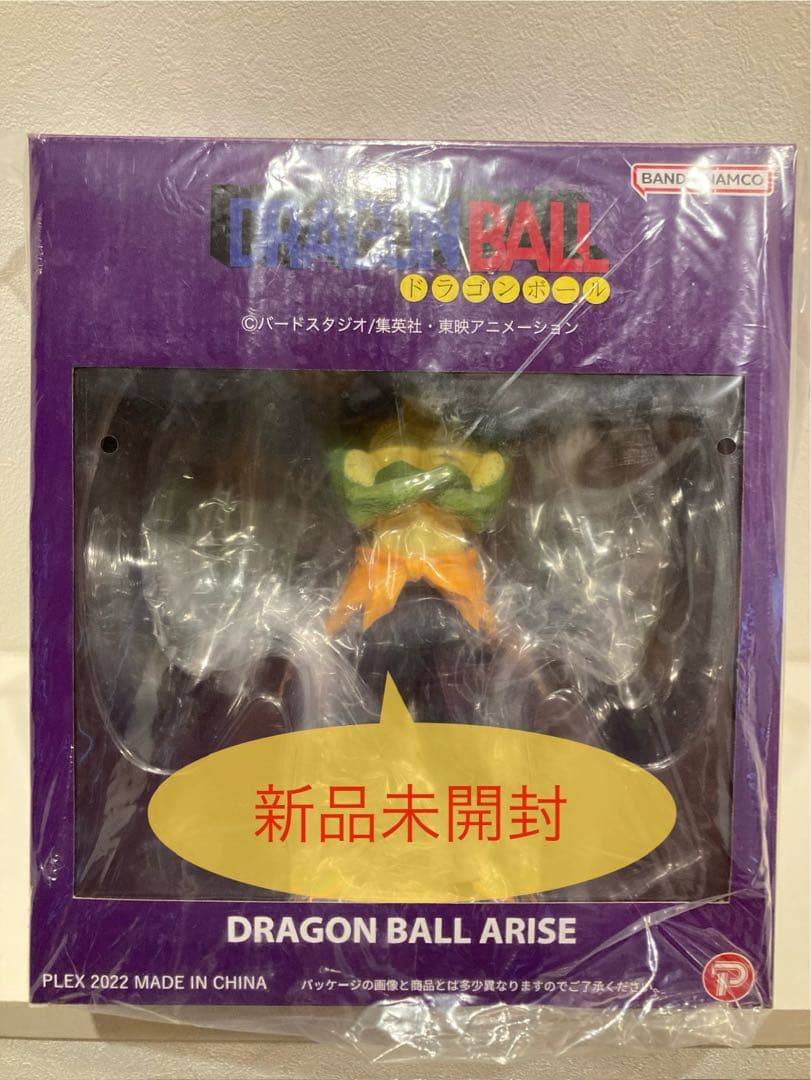 BANDAI NAMCO
DRAGON BALL
ドラゴンボール
©バードスタジオ/集英社・東映アニメーション
新品未開封
DRAGON BALL ARISE
PLEX 2022 MADE IN CHINA
パッケージの画像と商品とは多少異なりますのでご了承ください。
P